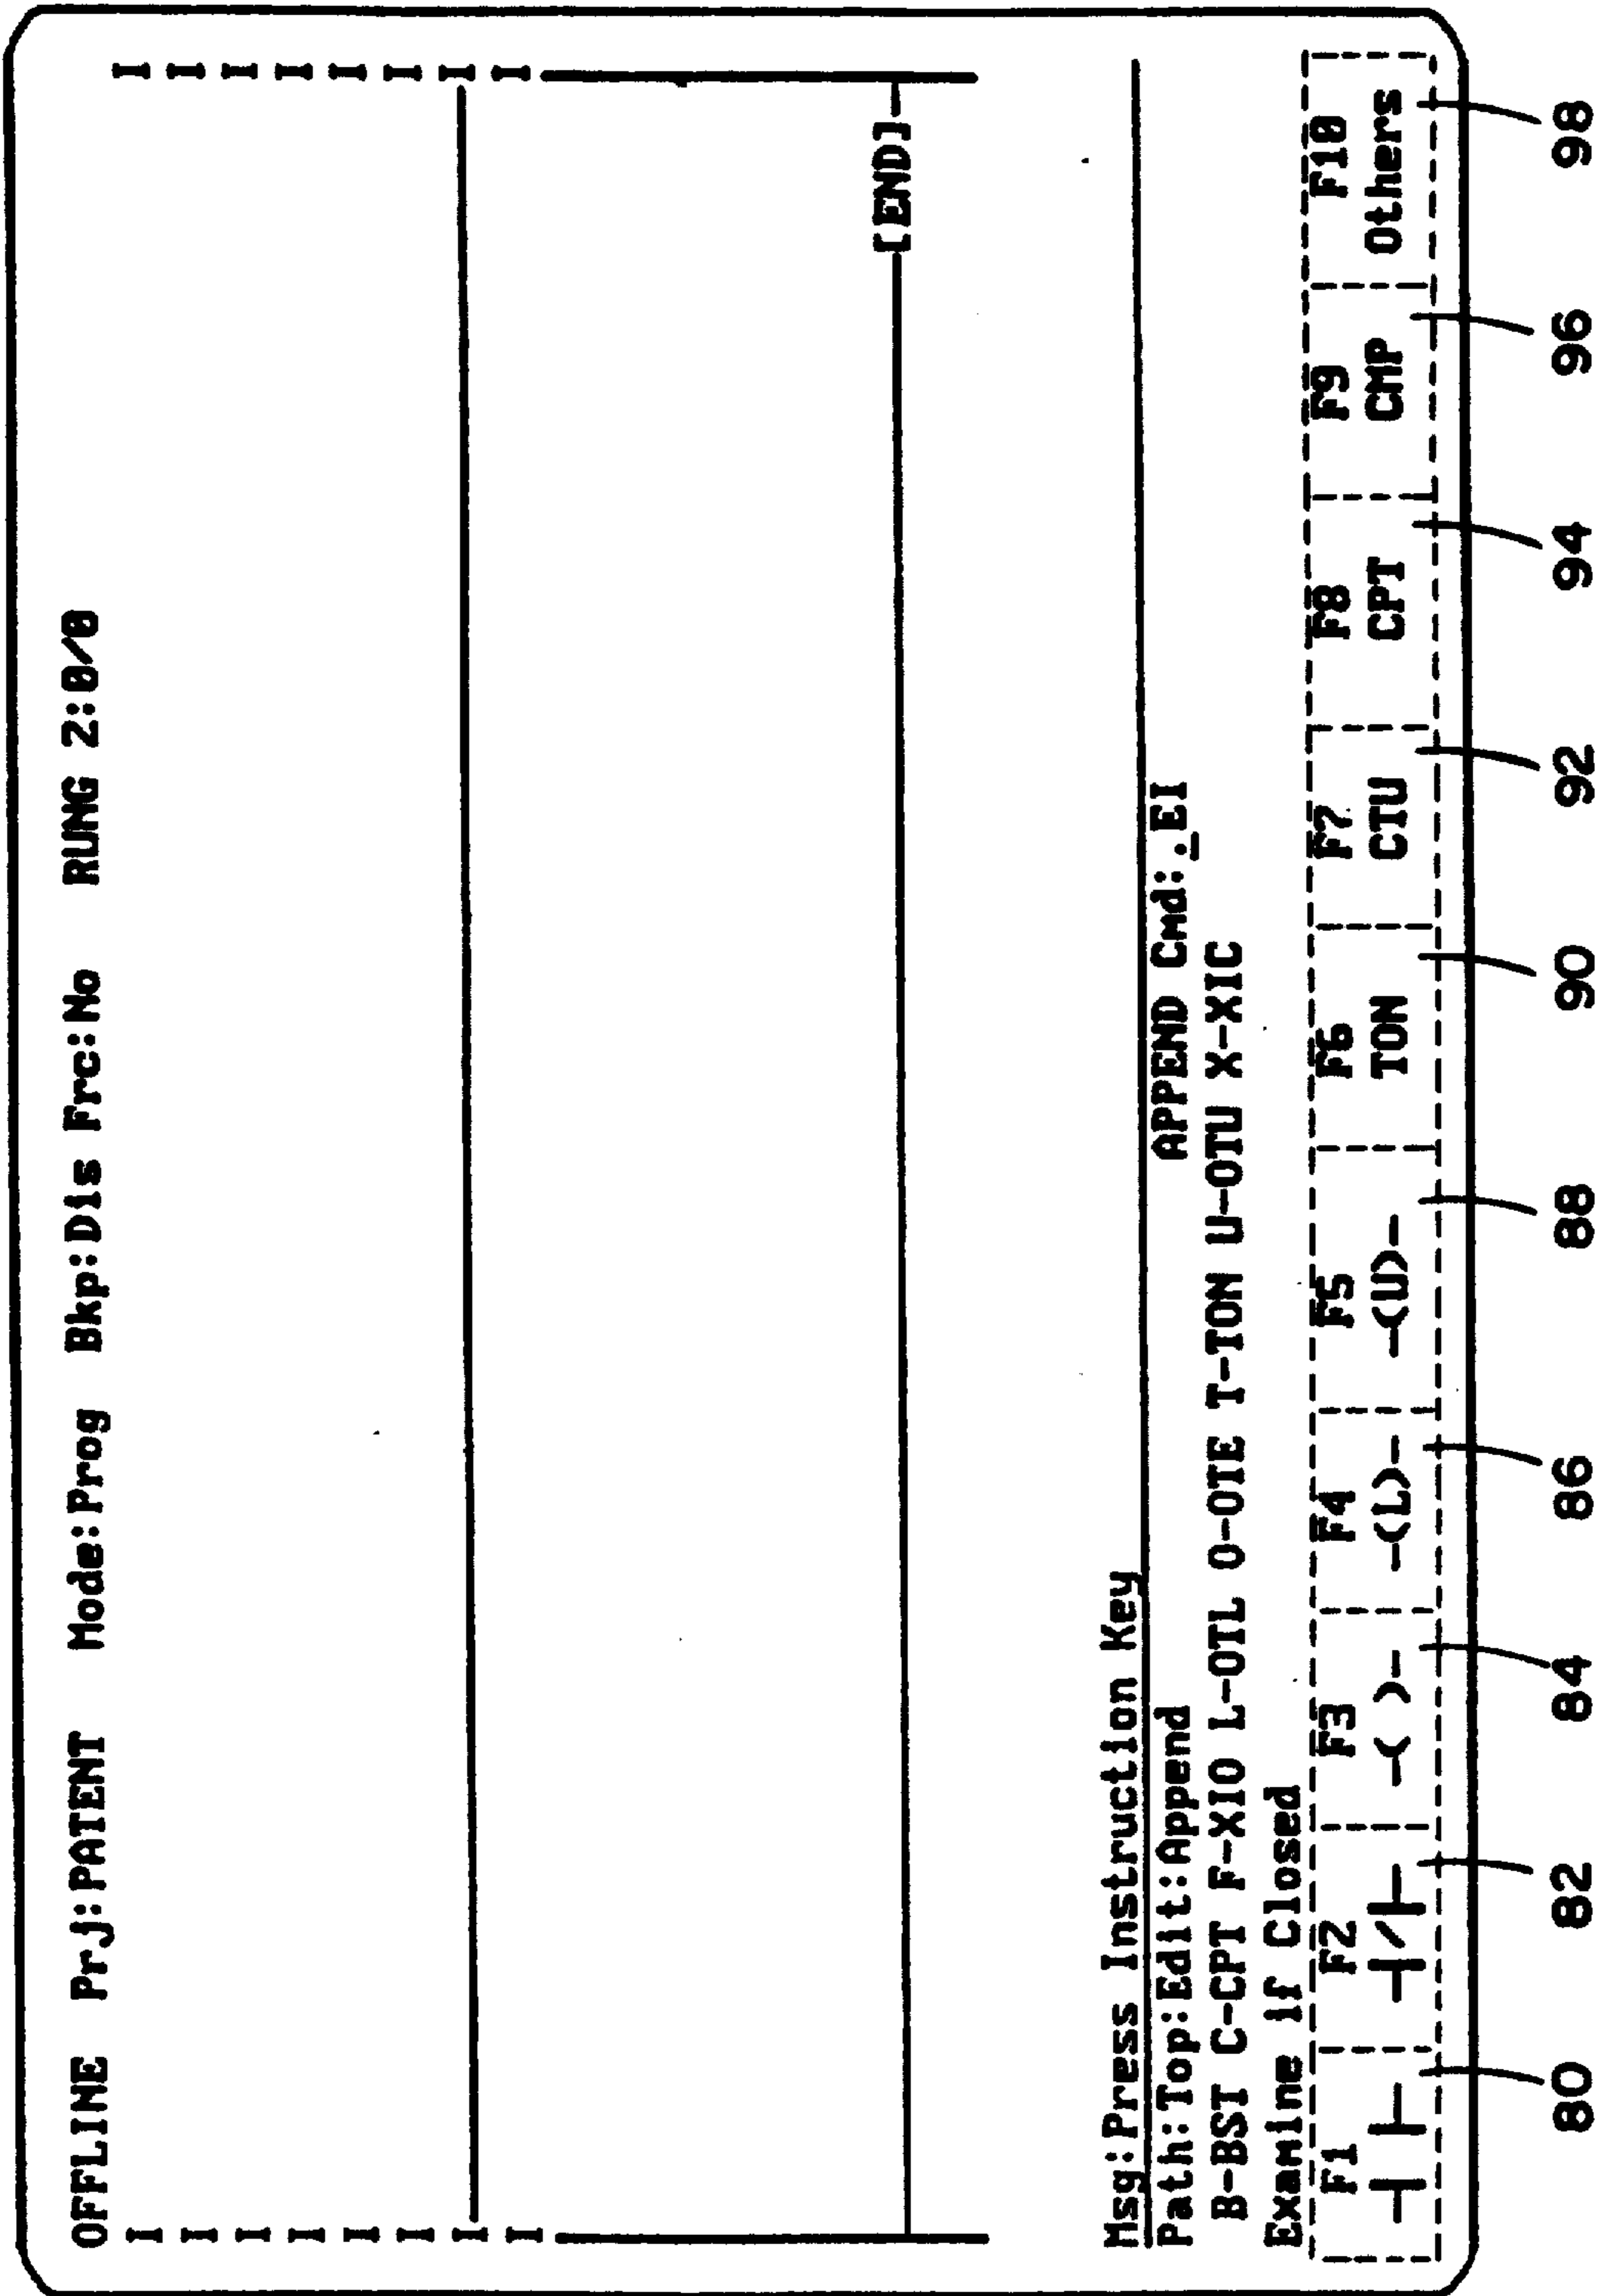 OFFLINE Prj:PATENT Mode:Prog Bkp:Dis Frc:No RUNG 2:0/0
I I
I I
I I
I I
I I
I I
I I
I I
[END]
Msg:Press Instruction Key
Path:Top:Edit:Append APPEND Cmd:.EI
B-BST C-CPT F-XIO L-OTL O-OTE T-TON U-OTU X-XIC
Examine if Closed
F1 F2 F3 F4 F5 F6 F7 F8 F9 F10
-| |- -|/|- -( )- -(L)- -(U)- TON CTU CPT CMP Others
80 82 84 86 88 90 92 94 96 98